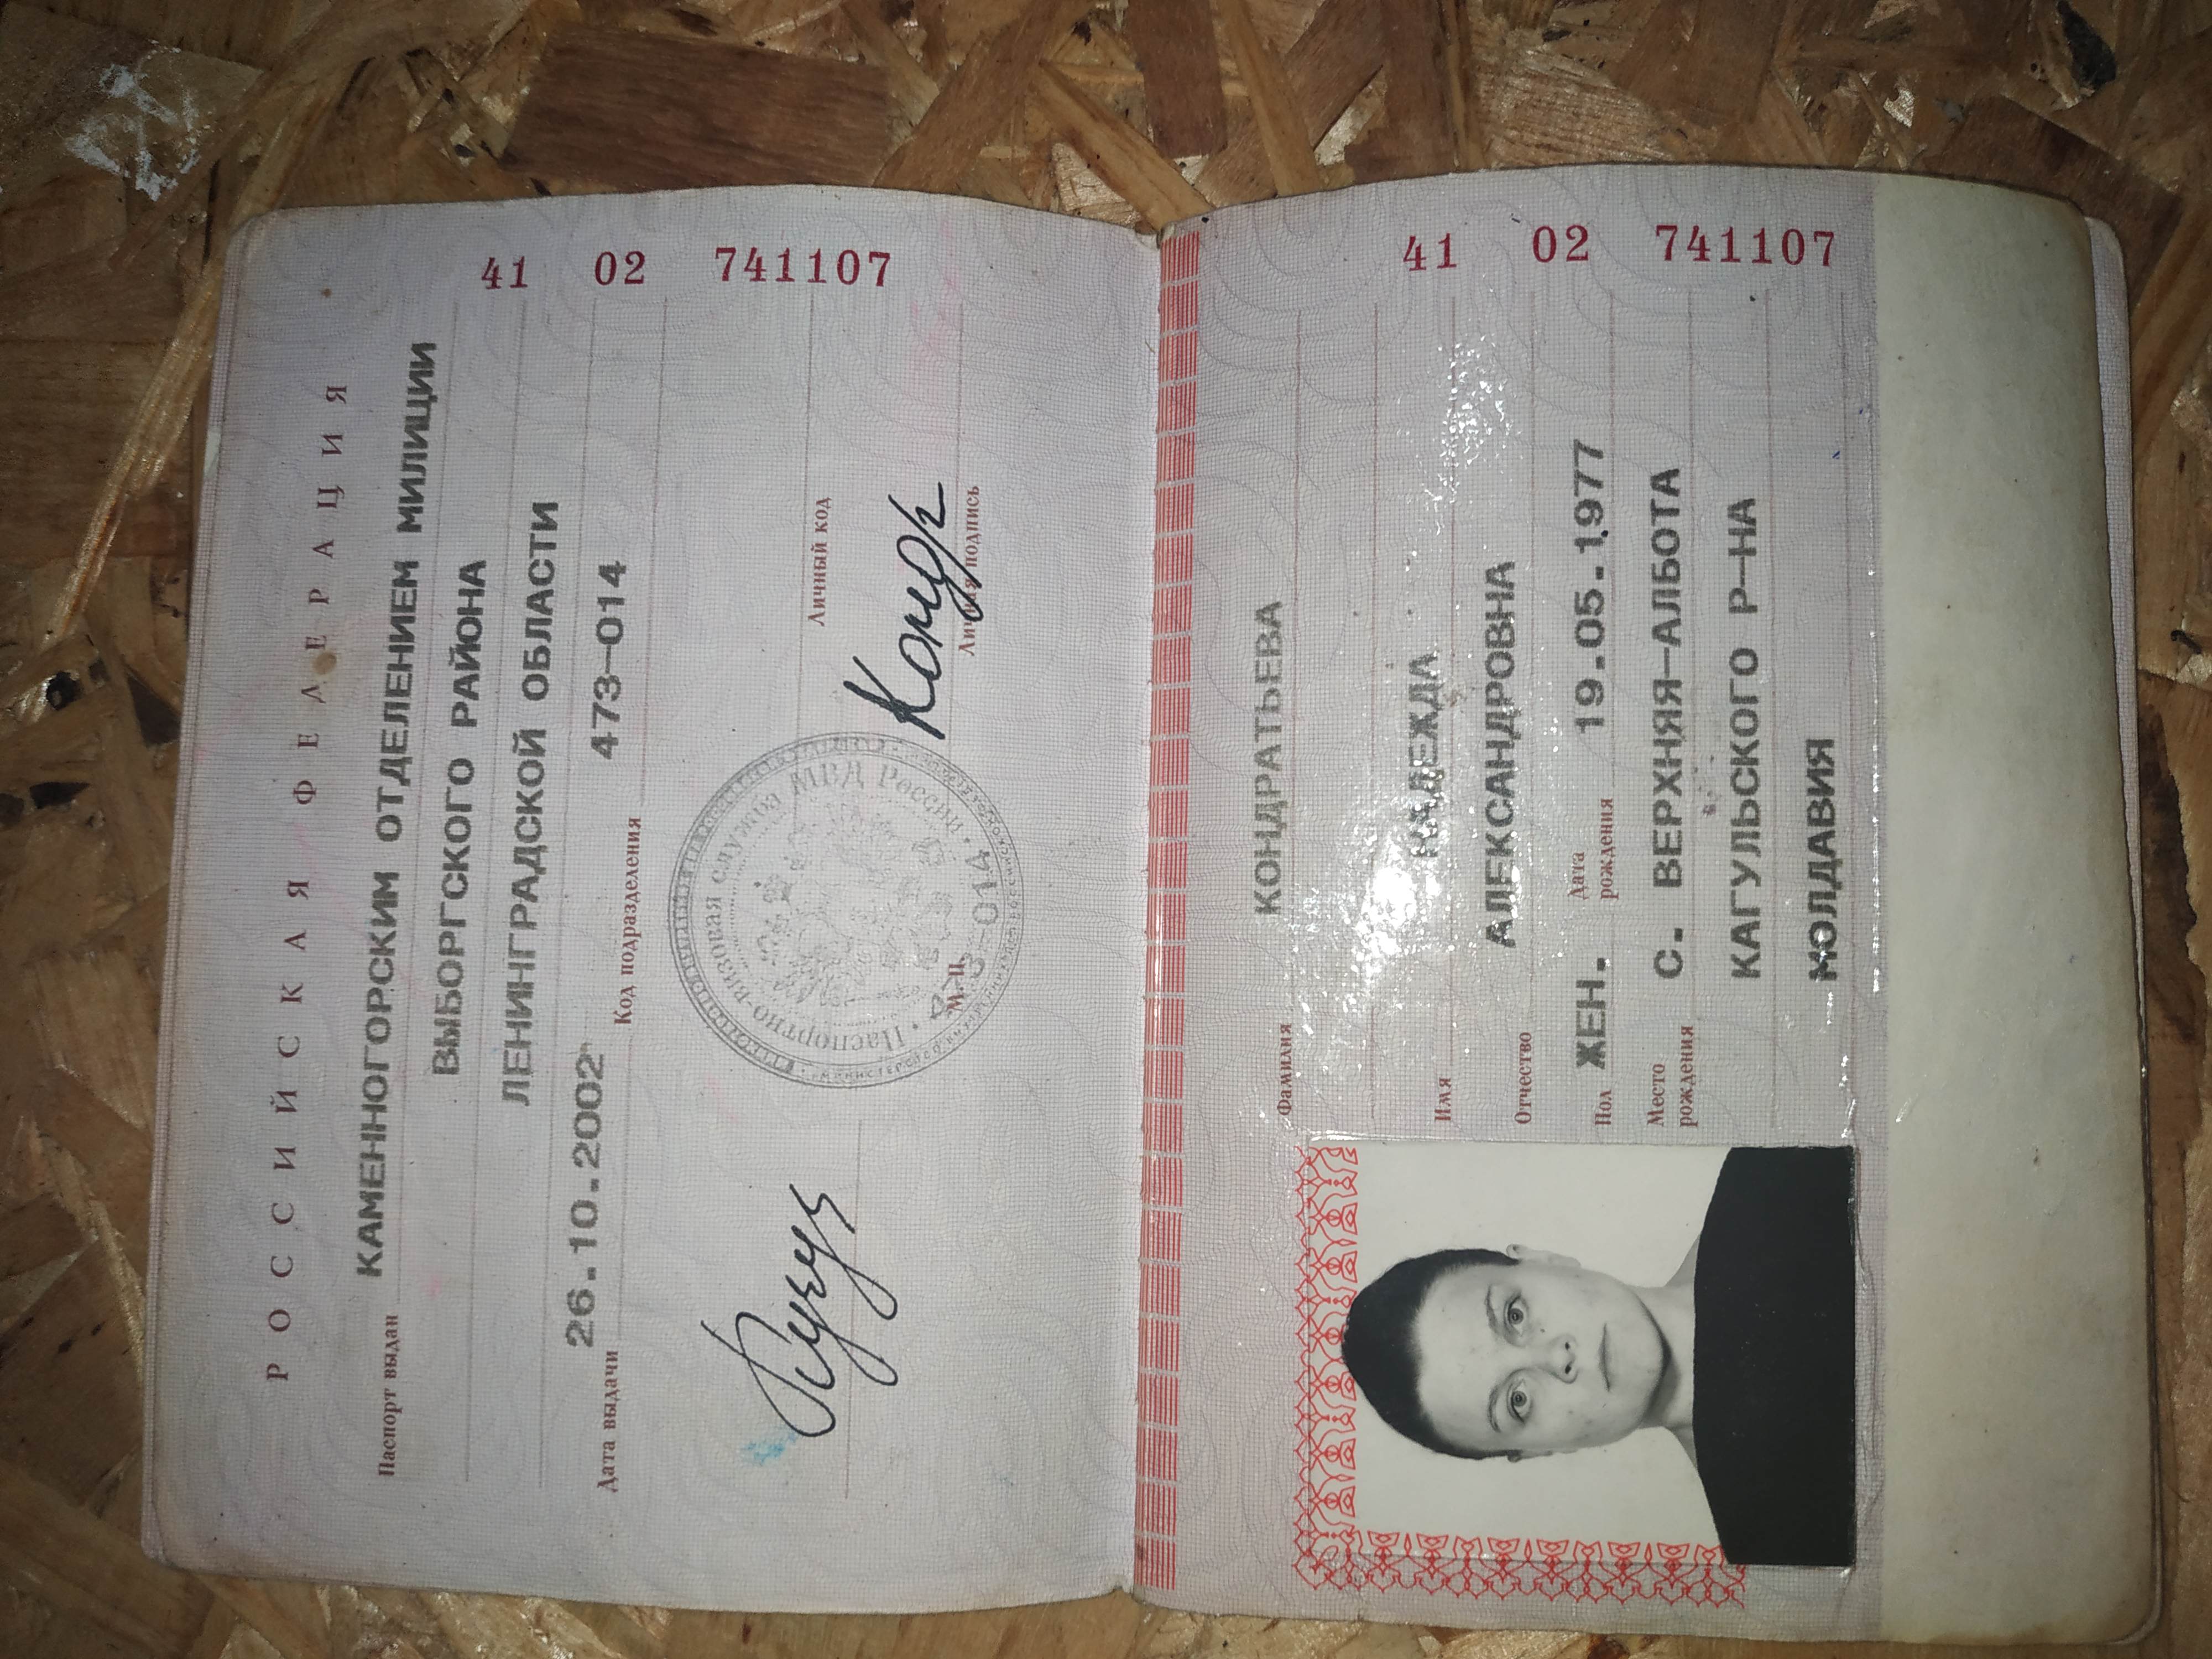 РОССИЙСКАЯ ФЕДЕРАЦИЯ
Паспорт выдан КАМЕННОГОРСКИМ ОТДЕЛЕНИЕМ МИЛИЦИИ
ВЫБОРГСКОГО РАЙОНА
ЛЕНИНГРАДСКОЙ ОБЛАСТИ
Дата выдачи 26.10.2002 Код подразделения 473-014
Личный код
Личная подпись
Паспортно-визовая служба МВД России
473-014
М.П.
41 02 741107
Фамилия КОНДРАТЬЕВА
Имя НАДЕЖДА
Отчество АЛЕКСАНДРОВНА
Пол ЖЕН. Дата рождения 19.05.1977
Место рождения С. ВЕРХНЯЯ-АЛБОТА
КАГУЛЬСКОГО Р-НА
МОЛДАВИЯ
41 02 741107